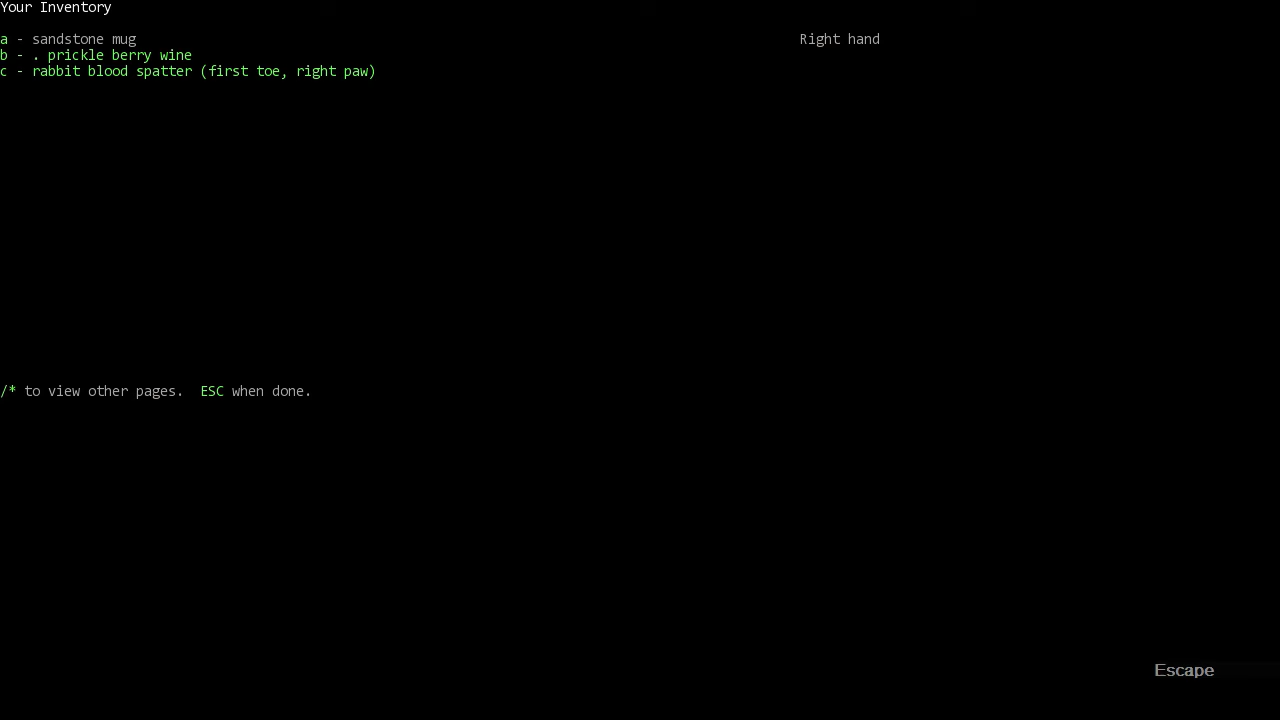 Your Inventory
a - sandstone mug Right hand
b - . prickle berry wine
c - rabbit blood spatter (first toe, right paw)
/* to view other pages. ESC when done.
Escape